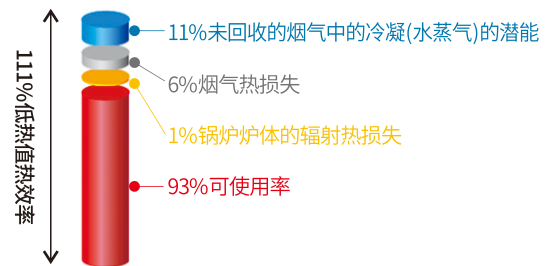 111%低热值热效率
11%未回收的烟气中的冷凝(水蒸气)的潜能
6%烟气热损失
1%锅炉炉体的辐射热损失
93%可使用率